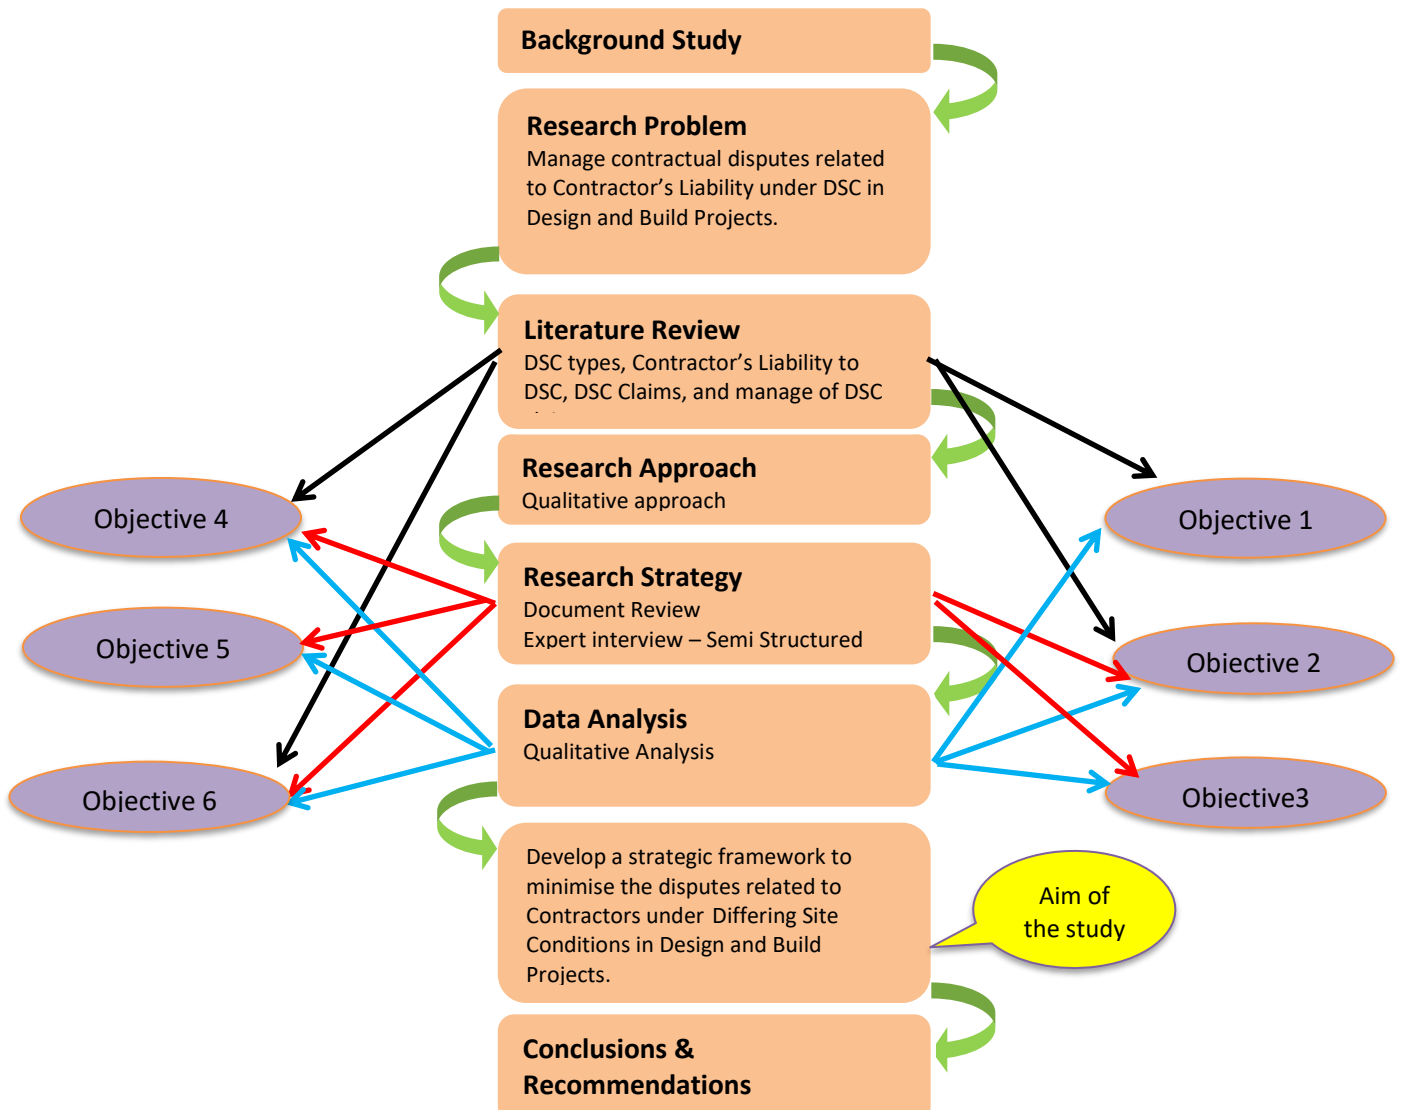 Background Study
Research Problem
Manage contractual disputes related
to Contractor’s Liability under DSC in
Design and Build Projects.
Literature Review
DSC types, Contractor’s Liability to
DSC, DSC Claims, and manage of DSC
Research Approach
Qualitative approach
Research Strategy
Document Review
Expert interview – Semi Structured
Data Analysis
Qualitative Analysis
Develop a strategic framework to
minimise the disputes related to
Contractors under Differing Site
Conditions in Design and Build
Projects.
Conclusions &
Recommendations
Objective 4
Objective 5
Objective 6
Objective 1
Objective 2
Objective3
Aim of
the study